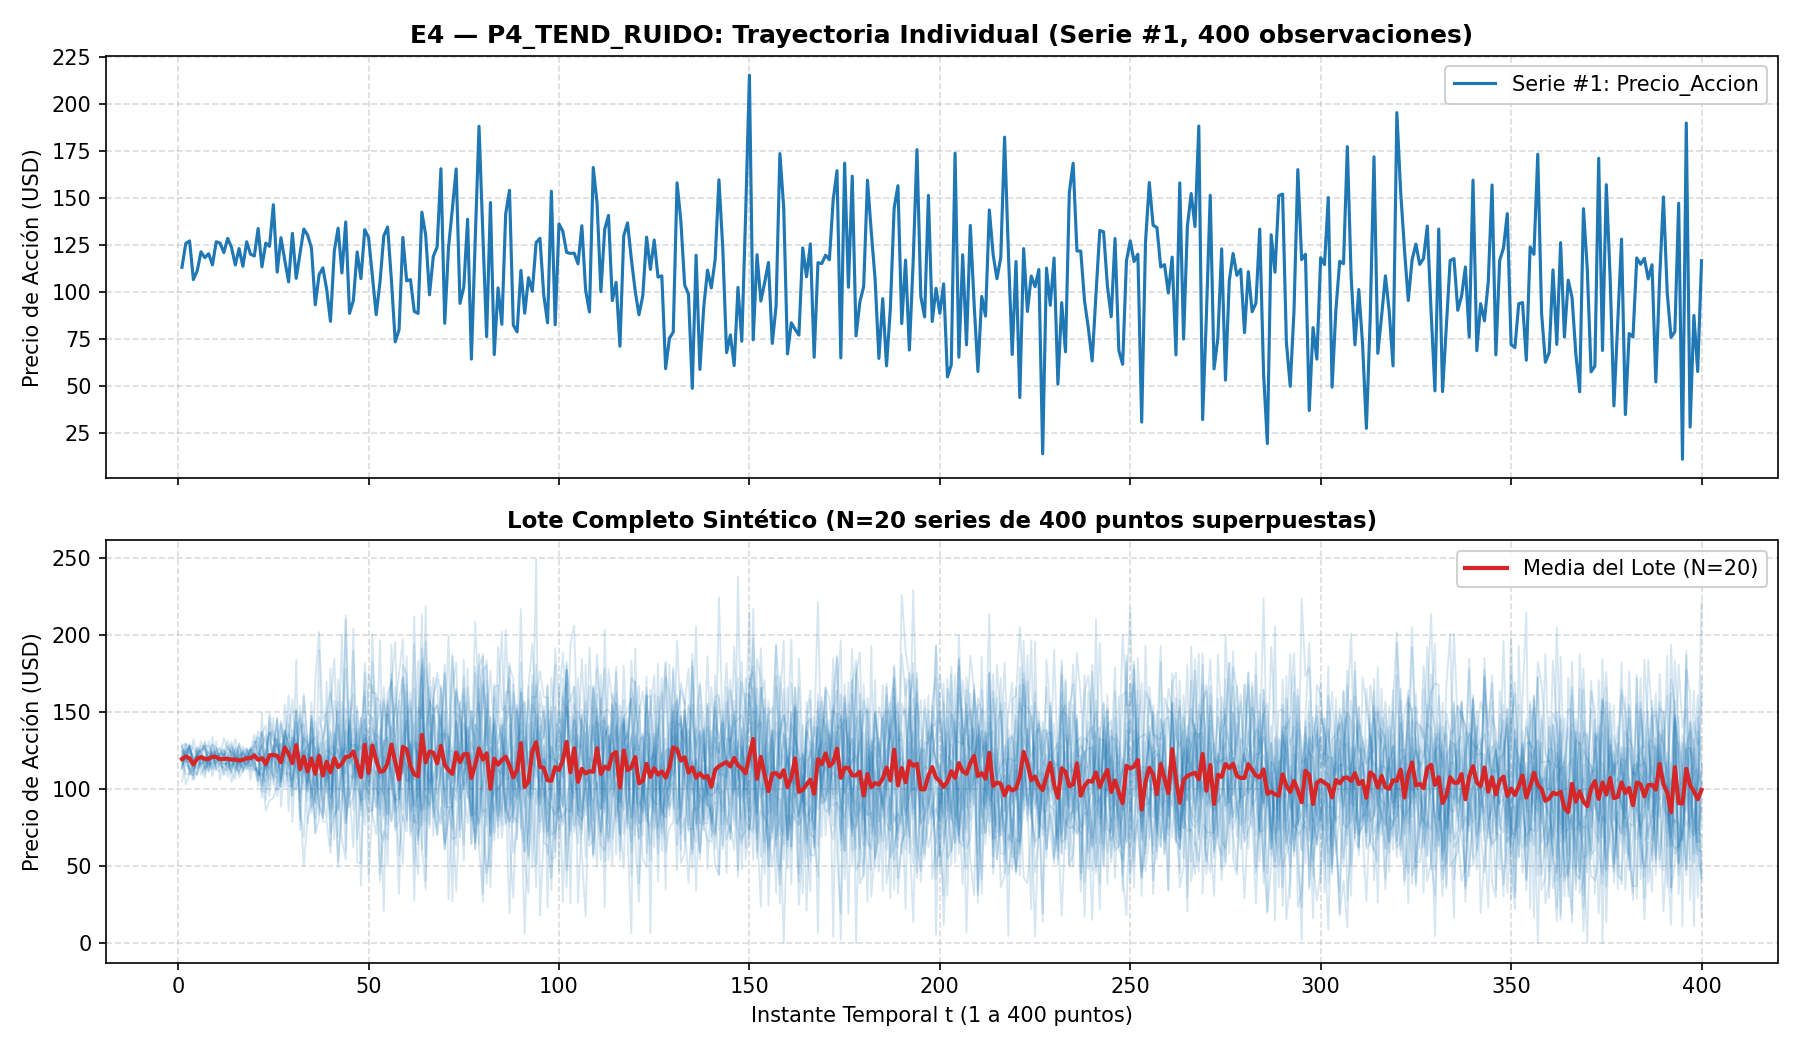 E4 — P4_TEND_RUIDO: Trayectoria Individual (Serie #1, 400 observaciones)
225
200
175
150
125
100
75
50
25
Precio de Acción (USD)
Serie #1: Precio_Accion
Lote Completo Sintético (N=20 series de 400 puntos superpuestas)
250
200
150
100
50
0
Precio de Acción (USD)
Media del Lote (N=20)
0 50 100 150 200 250 300 350 400
Instante Temporal t (1 a 400 puntos)